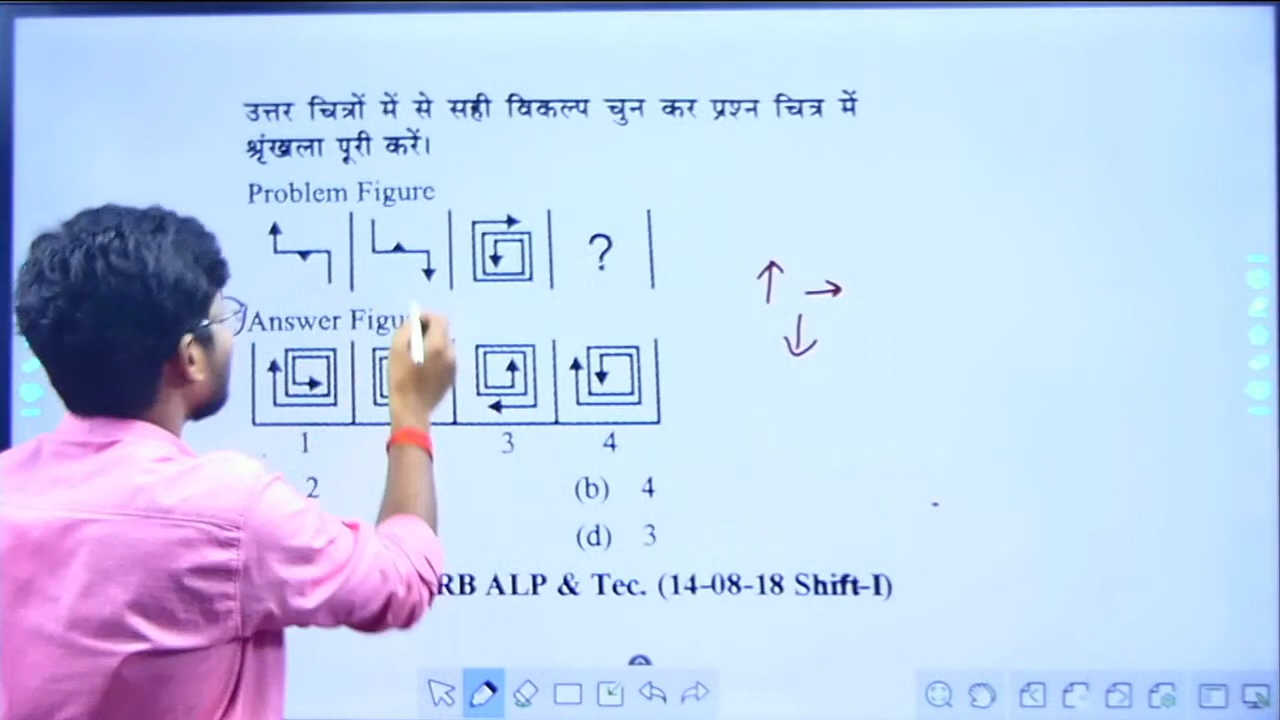 उत्तर चित्रों में से सही विकल्प चुन कर प्रश्न चित्र में
श्रृंखला पूरी करें।
Problem Figure
?
Answer
1 3 4
2 (b) 4
(d) 3
ALP & Tec. (14-08-18 Shift-I)